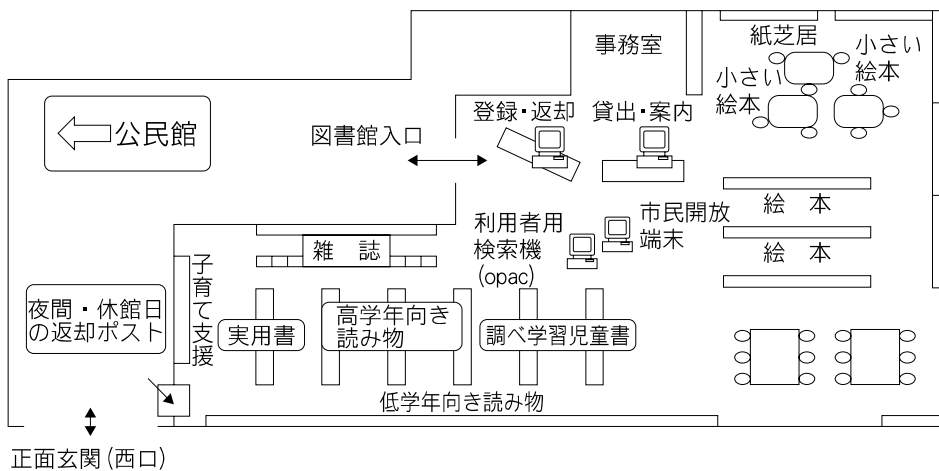 事務室
紙芝居
小さい
絵本
小さい
絵本
公民館
図書館入口
登録・返却
貸出・案内
絵 本
絵 本
利用者用
検索機
(opac)
市民開放
端末
雑 誌
子育て支援
夜間・休館日
の返却ポスト
実用書
高学年向き
読み物
調べ学習児童書
低学年向き読み物
正面玄関(西口)